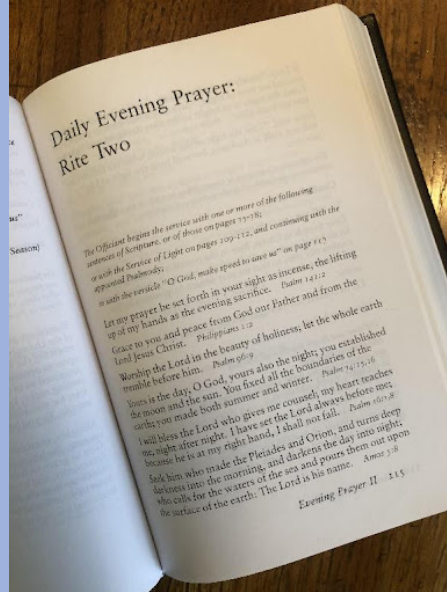 us"
Season)
Daily Evening Prayer:
Rite Two
The Officiant begins the service with one or more of the following
sentences of Scripture, or of those on pages 75-78;
or with the Service of Light on pages 109-112, and continuing with the
appointed Psalmody;
or with the versicle "O God, make speed to save us" on page 117
Let my prayer be set forth in your sight as incense, the lifting
up of my hands as the evening sacrifice. Psalm 141:2
Grace to you and peace from God our Father and from the
Lord Jesus Christ. Philippians 1:2
Worship the Lord in the beauty of holiness; let the whole earth
tremble before him. Psalm 96:9
Yours is the day, O God, yours also the night; you established
the moon and the sun. You fixed all the boundaries of the
earth; you made both summer and winter. Psalm 74:15,16
I will bless the Lord who gives me counsel; my heart teaches
me, night after night. I have set the Lord always before me;
because he is at my right hand, I shall not fall. Psalm 16:7,8
Seek him who made the Pleiades and Orion, and turns deep
darkness into the morning, and darkens the day into night;
who calls for the waters of the sea and pours them out upon
the surface of the earth: The Lord is his name. Amos 5:8
Evening Prayer II 115